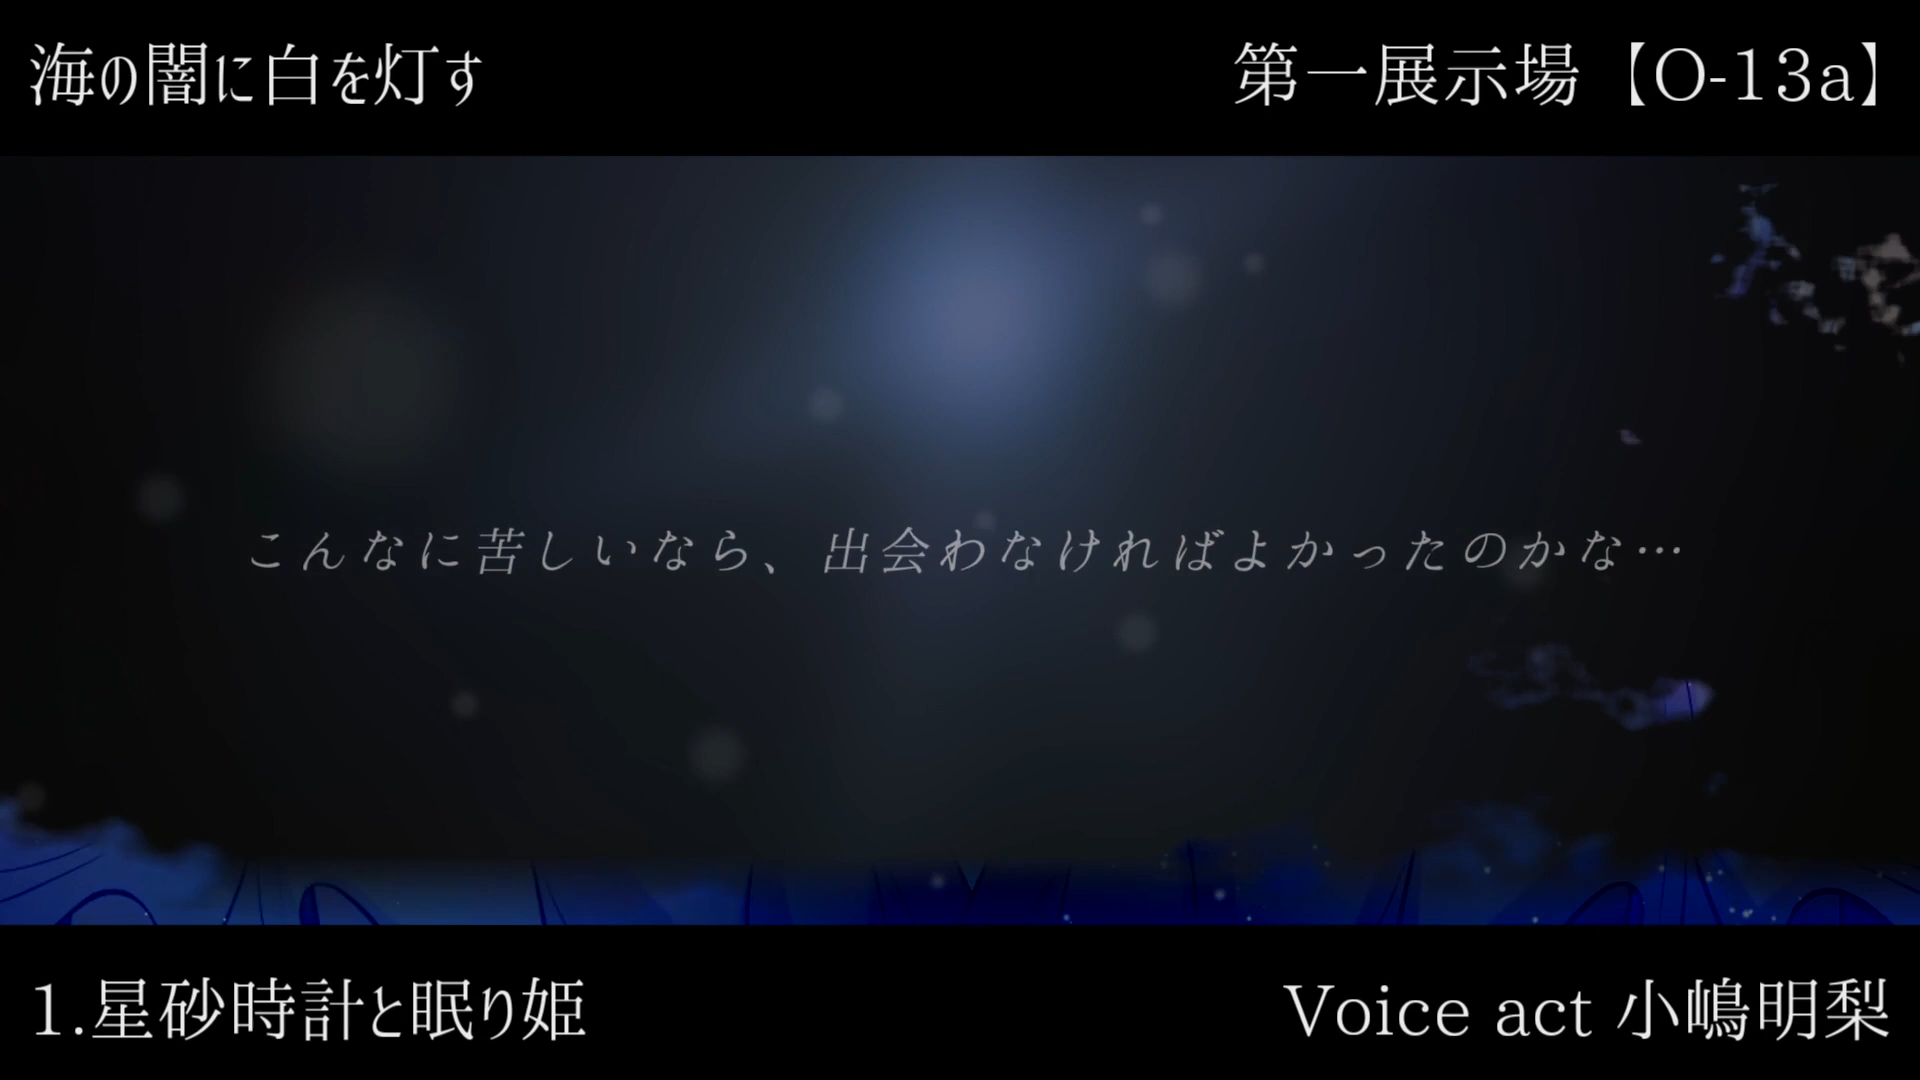 海の闇に白を灯す
第一展示場【O-13a】
こんなに苦しいなら、出会わなければよかったのかな…
1.星砂時計と眠り姫
Voice act 小嶋明梨